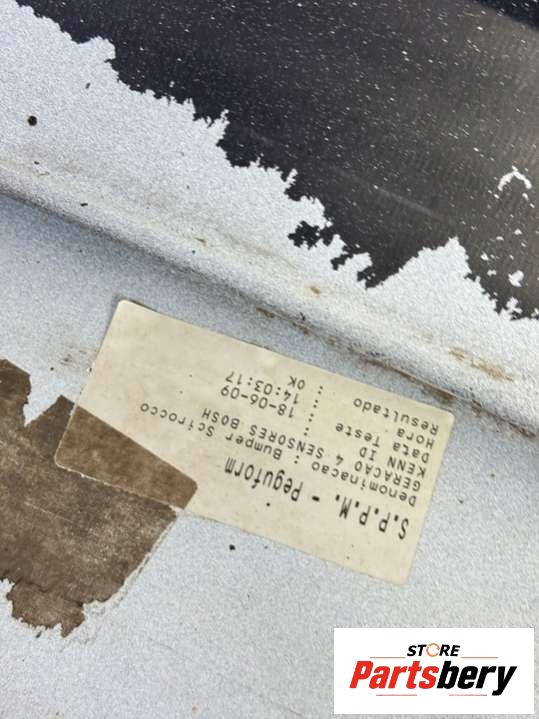 S.P.P.M. - Peguform
Denominacao : Bumper Scirocco
GERACAO 4 SENSORES BOSH
KENN ID :
Data Teste : 18-06-09
Hora Teste : 14:03:17
Resultado : OK
STORE
Partsbery